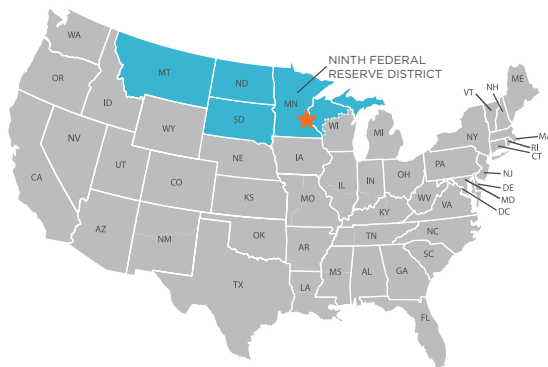 WA
NINTH FEDERAL
RESERVE DISTRICT
MT
ND
ME
OR
MN
VT
NH
ID
SD
WI
MI
NY
MA
WY
RI
CT
NV
NE
IA
PA
NJ
UT
IL
IN
OH
DE
CA
CO
WV
MD
KS
MO
VA
DC
KY
NC
AZ
NM
OK
TN
AR
SC
MS
AL
GA
TX
LA
FL